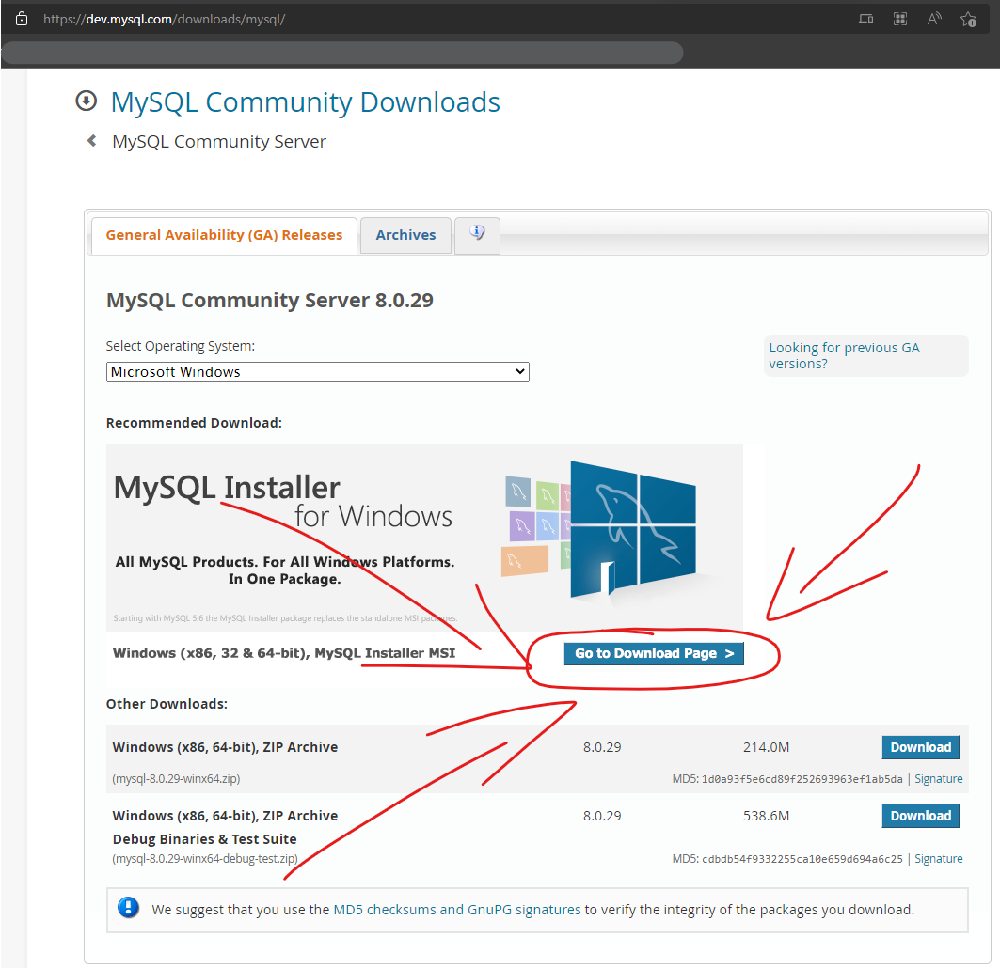 https://dev.mysql.com/downloads/mysql/
MySQL Community Downloads
MySQL Community Server
General Availability (GA) Releases
Archives
MySQL Community Server 8.0.29
Select Operating System:
Looking for previous GA
versions?
Microsoft Windows
Recommended Download:
MySQL Installer
for Windows
All MySQL Products. For All Windows Platforms.
In One Package.
Starting with MySQL 5.6 the MySQL Installer package replaces the standalone MSI packages.
Windows (x86, 32 & 64-bit), MySQL Installer MSI
Go to Download Page >
Other Downloads:
Windows (x86, 64-bit), ZIP Archive 8.0.29 214.0M Download
(mysql-8.0.29-winx64.zip) MD5: 1d0a93f5e6cd89f252693963ef1ab5da | Signature
Windows (x86, 64-bit), ZIP Archive 8.0.29 538.6M Download
Debug Binaries & Test Suite
(mysql-8.0.29-winx64-debug-test.zip) MD5: cdbdb54f9332255ca10e659d694a6c25 | Signature
We suggest that you use the MD5 checksums and GnuPG signatures to verify the integrity of the packages you download.